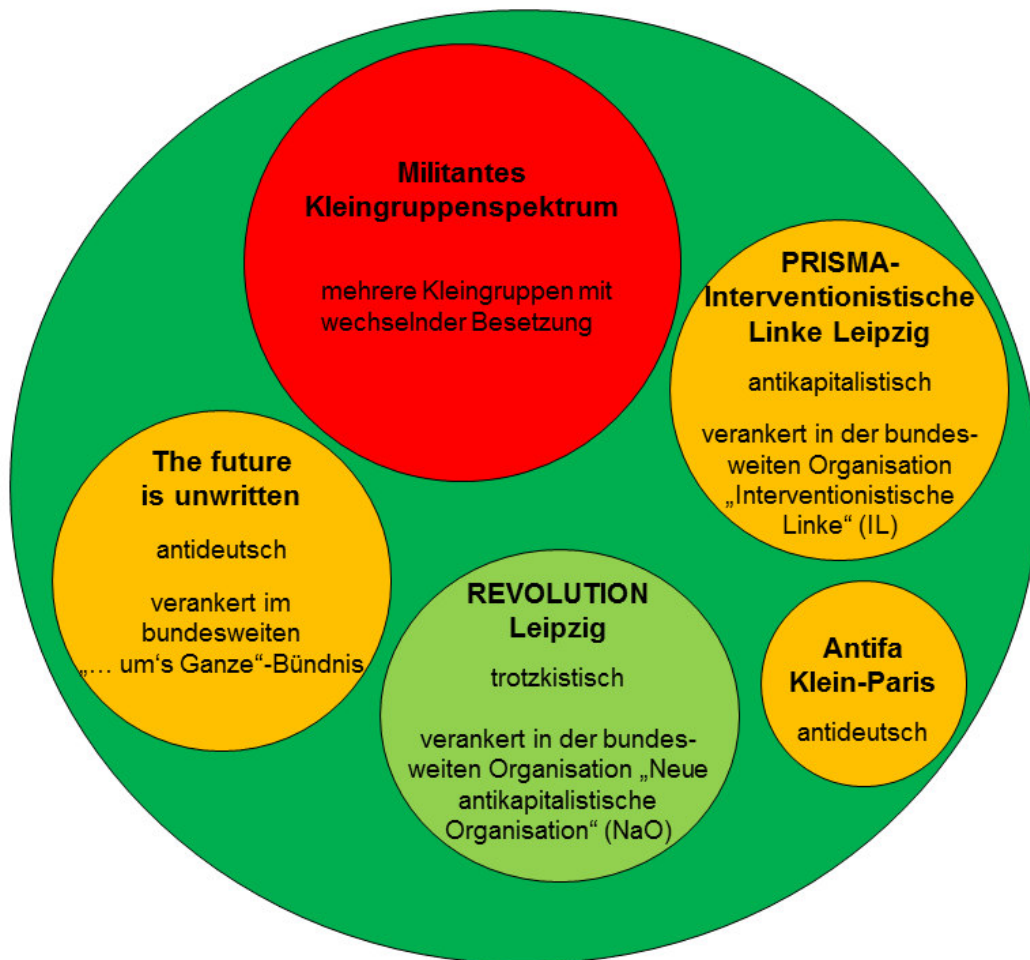 Militantes
Kleingruppenspektrum
mehrere Kleingruppen mit
wechselnder Besetzung
PRISMA-
Interventionistische
Linke Leipzig
antikapitalistisch
verankert in der bundes-
weiten Organisation
„Interventionistische
Linke“ (IL)
The future
is unwritten
antideutsch
verankert im
bundesweiten
„… um‘s Ganze“-Bündnis
REVOLUTION
Leipzig
trotzkistisch
verankert in der bundes-
weiten Organisation „Neue
antikapitalistische
Organisation“ (NaO)
Antifa
Klein-Paris
antideutsch